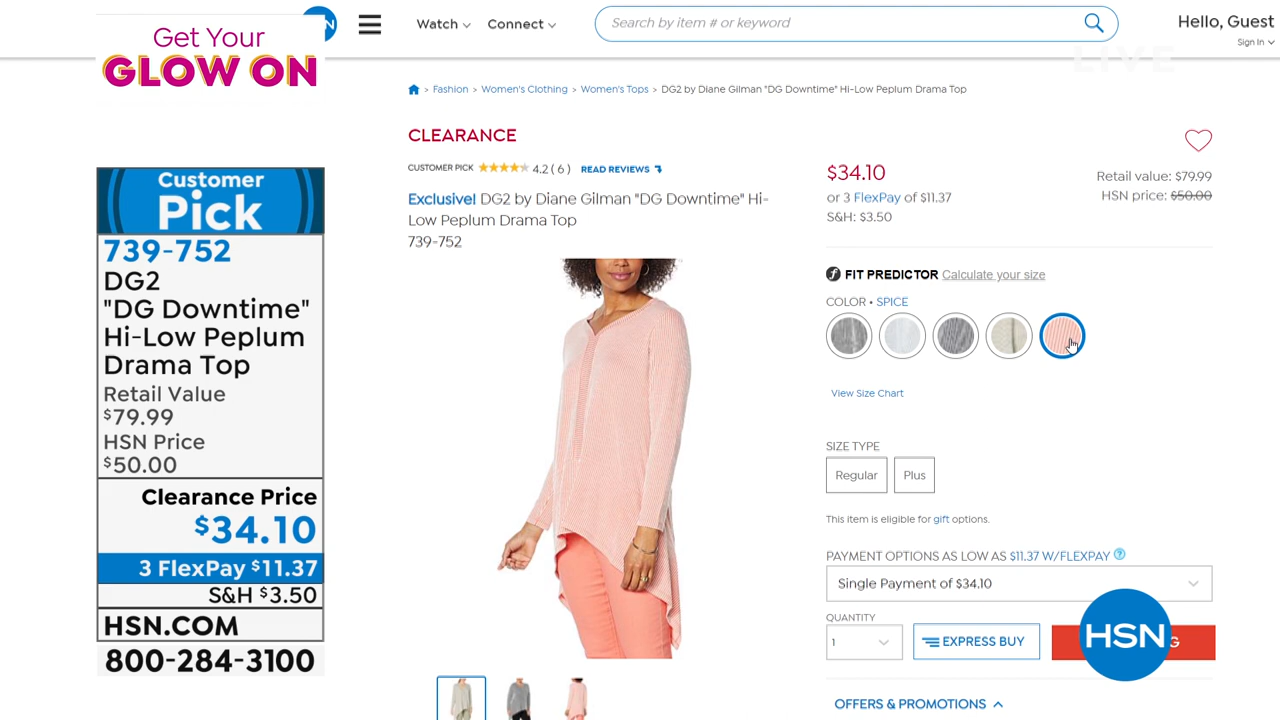 Get Your
GLOW ON
Watch
Connect
Search by item # or keyword
Hello, Guest
Sign In
LIVE
> Fashion > Women's Clothing > Women's Tops > DG2 by Diane Gilman "DG Downtime" Hi-Low Peplum Drama Top
Customer
Pick
739-752
DG2
"DG Downtime"
Hi-Low Peplum
Drama Top
Retail Value
$79.99
HSN Price
$50.00
Clearance Price
$34.10
3 FlexPay $11.37
S&H $3.50
HSN.COM
800-284-3100
CLEARANCE
CUSTOMER PICK 4.2 ( 6 ) READ REVIEWS
Exclusive! DG2 by Diane Gilman "DG Downtime" Hi-
Low Peplum Drama Top
739-752
$34.10
or 3 FlexPay of $11.37
S&H: $3.50
Retail value: $79.99
HSN price: $50.00
FIT PREDICTOR Calculate your size
COLOR • SPICE
View Size Chart
SIZE TYPE
Regular
Plus
This item is eligible for gift options.
PAYMENT OPTIONS AS LOW AS $11.37 W/FLEXPAY ?
Single Payment of $34.10
QUANTITY
1
EXPRESS BUY
HSN
OFFERS & PROMOTIONS